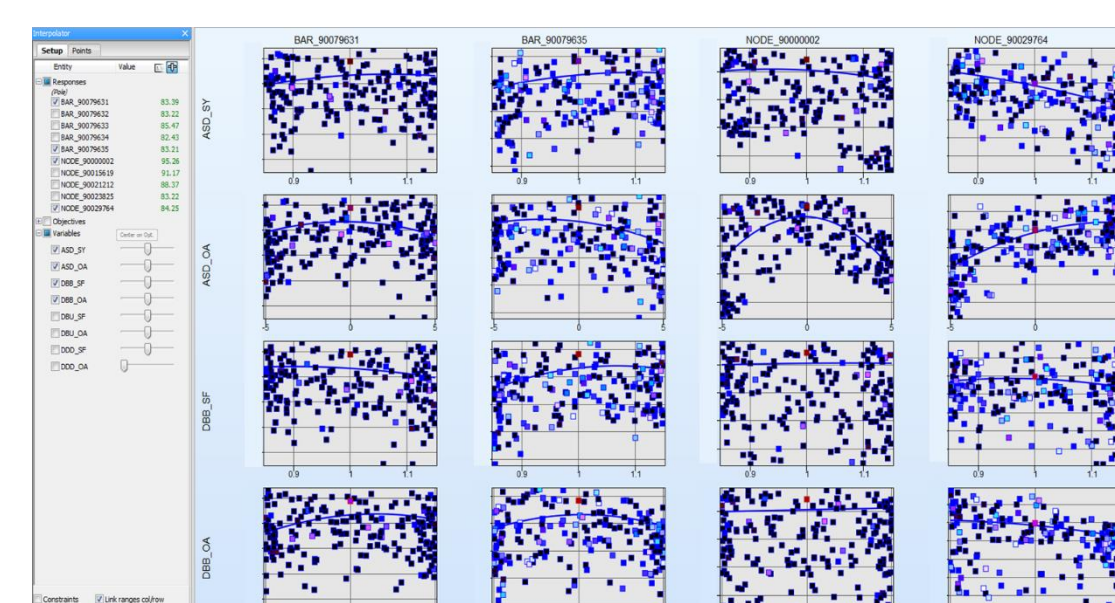 Interpolator
Setup Points
Entity Value
Responses
(Pole)
BAR_90079631 83.39
BAR_90079632 83.22
BAR_90079633 85.47
BAR_90079634 82.43
BAR_90079635 83.21
NODE_90000002 95.26
NODE_90015619 91.17
NODE_90021212 88.37
NODE_90023825 83.22
NODE_90029764 84.25
Objectives
Variables Center on Opt.
ASD_SY
ASD_OA
DBB_SF
DBB_OA
DBU_SF
DBU_OA
DDD_SF
DDD_OA
Constraints Link ranges col/row
BAR_90079631 BAR_90079635 NODE_90000002 NODE_90029764
ASD_SY
0.9 1 1.1 0.9 1 1.1 0.9 1 1.1 0.9 1 1.1
ASD_OA
-5 0 5 -5 0 5 -5 0 5 -5 0
DBB_SF
0.9 1 1.1 0.9 1 1.1 0.9 1 1.1 0.9 1 1.1
DBB_OA